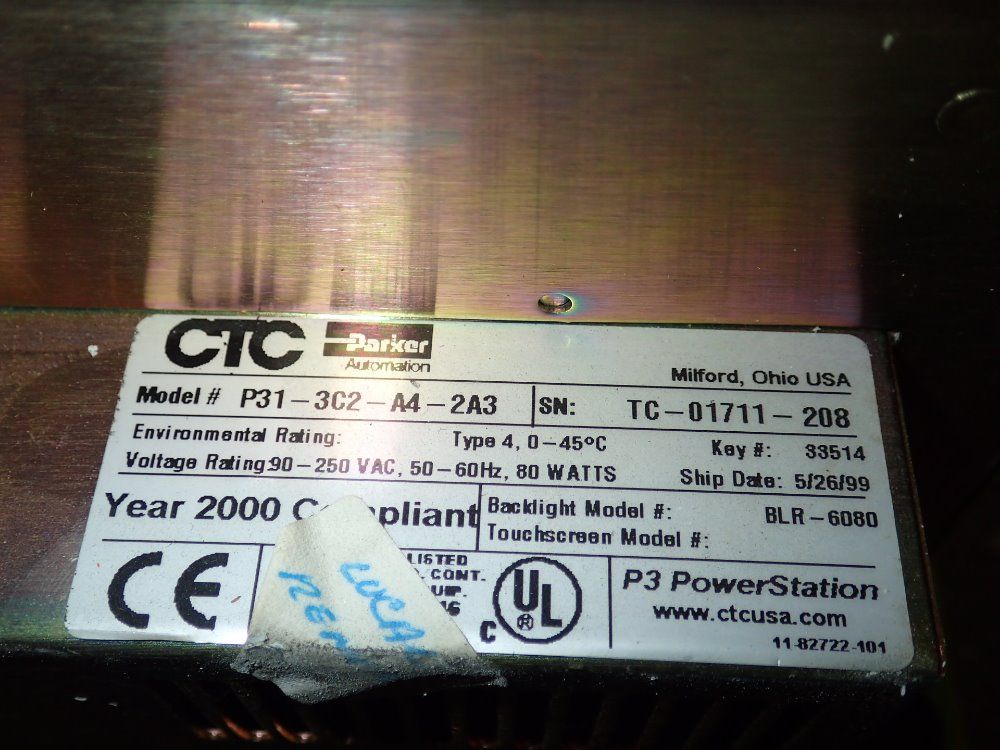 CTC Parker
Automation
Milford, Ohio USA
Model # P31-3C2-A4-2A3 SN: TC-01711-208
Environmental Rating: Type 4, 0-45°C Key #: 33514
Voltage Rating:90-250 VAC, 50-60Hz, 80 WATTS Ship Date: 5/26/99
Year 2000 pliant
Backlight Model #: BLR-6080
Touchscreen Model #:
CE
LISTED
CONT.
C UL ®
P3 PowerStation
www.ctcusa.com
11-82722-101